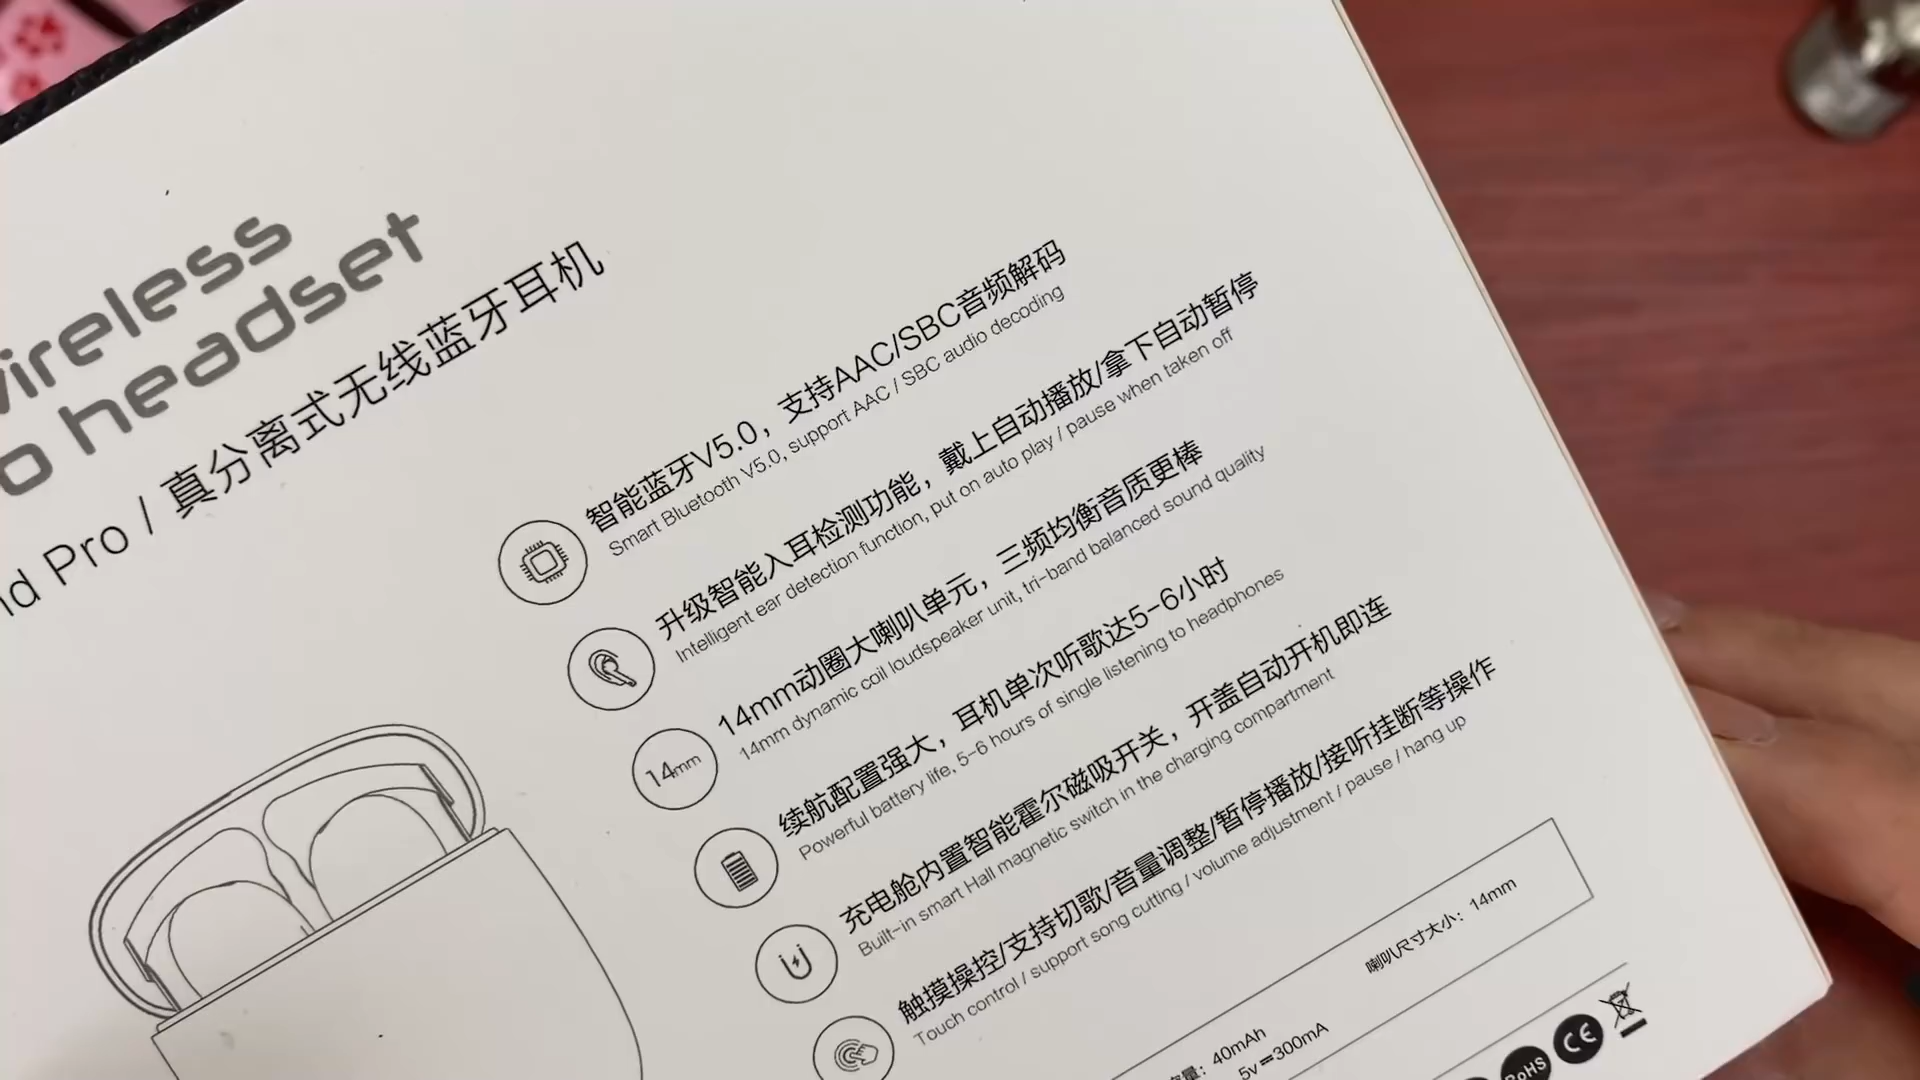 headset
Pro / 真分离式无线蓝牙耳机
智能蓝牙V5.0，支持AAC/SBC音频解码
Smart Bluetooth V5.0, support AAC / SBC audio decoding
升级智能入耳检测功能，戴上自动播放/拿下自动暂停
Intelligent ear detection function, put on auto play / pause when taken off
14mm
14mm动圈大喇叭单元，三频均衡音质更棒
14mm dynamic coil loudspeaker unit, tri-band balanced sound quality
续航配置强大，耳机单次听歌达5-6小时
Powerful battery life, 5-6 hours of single listening to headphones
充电舱内置智能霍尔磁吸开关，开盖自动开机即连
Built-in smart Hall magnetic switch in the charging compartment
触摸操控/支持切歌/音量调整/暂停播放/接听挂断等操作
Touch control / support song cutting / volume adjustment / pause / hang up
喇叭尺寸大小：14mm
量：40mAh
5v⎓300mA
RoHS
CE